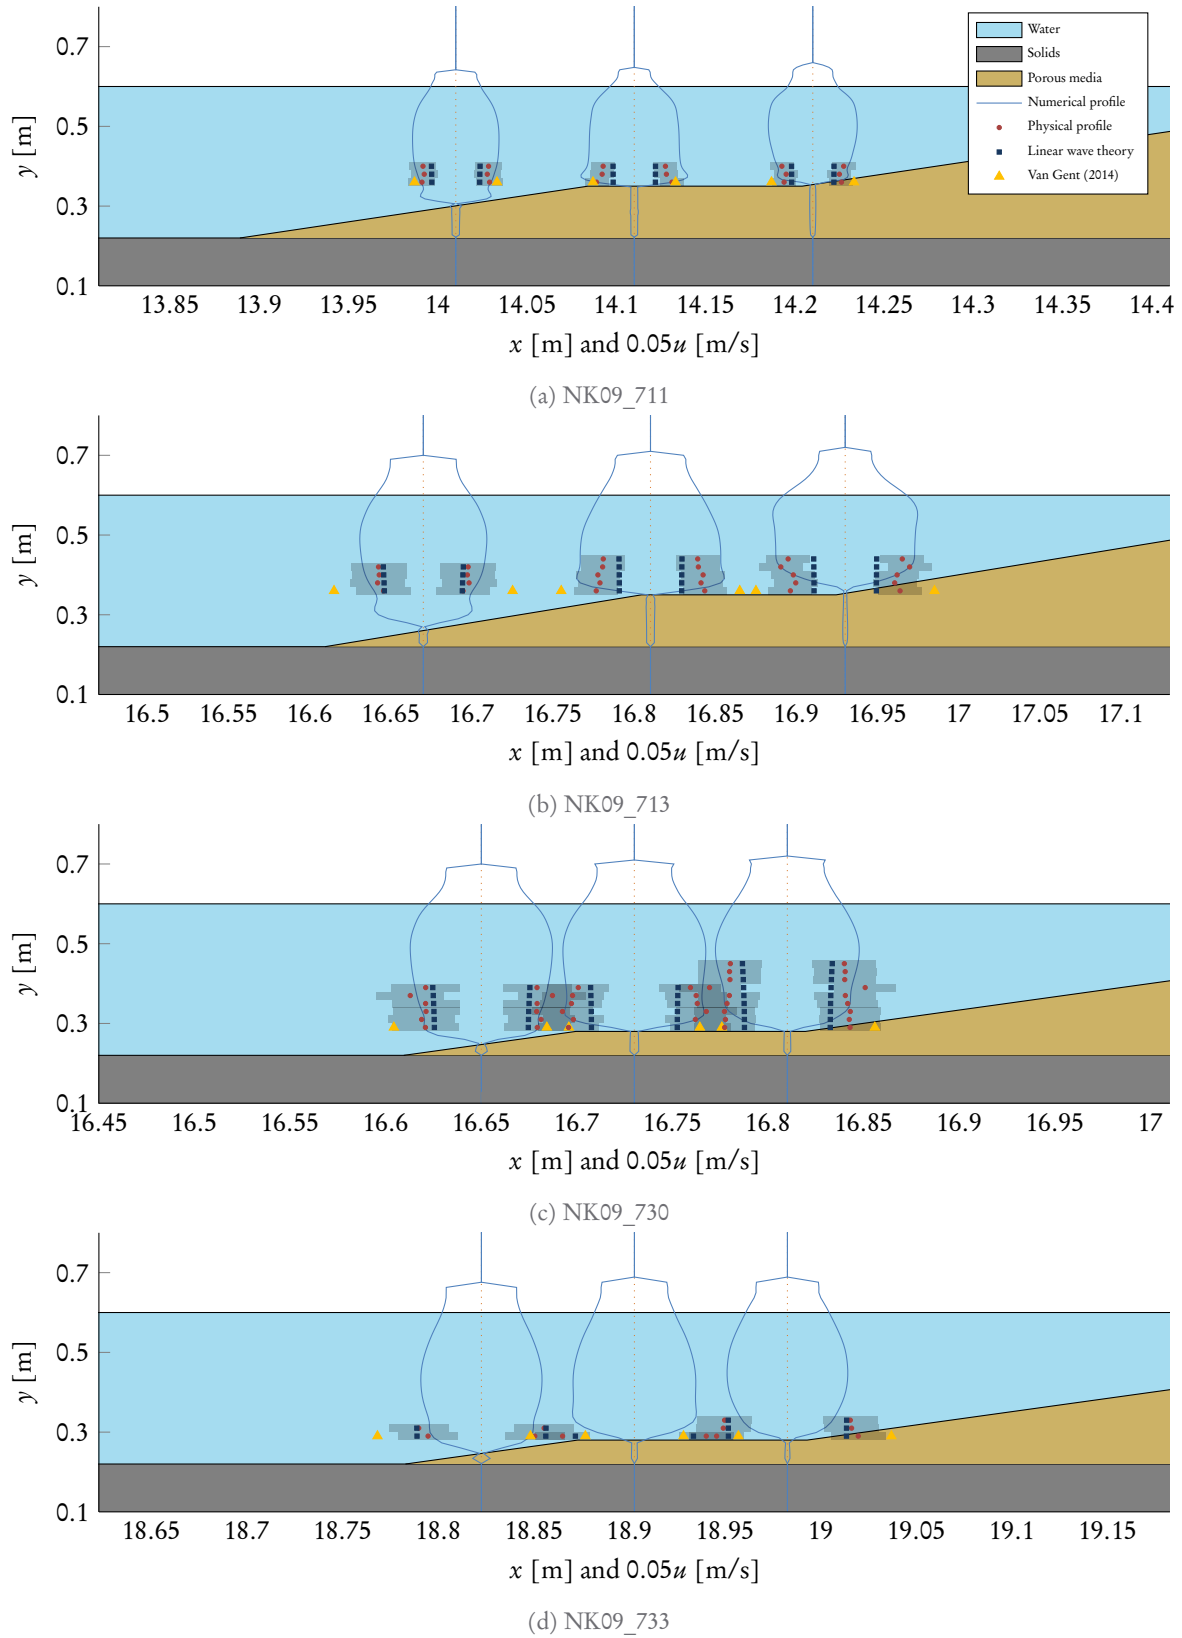 0.7
0.5
0.3
0.1
y [m]
Water
Solids
Porous media
Numerical profile
Physical profile
Linear wave theory
Van Gent (2014)
13.85 13.9 13.95 14 14.05 14.1 14.15 14.2 14.25 14.3 14.35 14.4
x [m] and 0.05u [m/s]
(a) NK09_711
0.7
0.5
0.3
0.1
y [m]
16.5 16.55 16.6 16.65 16.7 16.75 16.8 16.85 16.9 16.95 17 17.05 17.1
x [m] and 0.05u [m/s]
(b) NK09_713
0.7
0.5
0.3
0.1
y [m]
16.45 16.5 16.55 16.6 16.65 16.7 16.75 16.8 16.85 16.9 16.95 17
x [m] and 0.05u [m/s]
(c) NK09_730
0.7
0.5
0.3
0.1
y [m]
18.65 18.7 18.75 18.8 18.85 18.9 18.95 19 19.05 19.1 19.15
x [m] and 0.05u [m/s]
(d) NK09_733